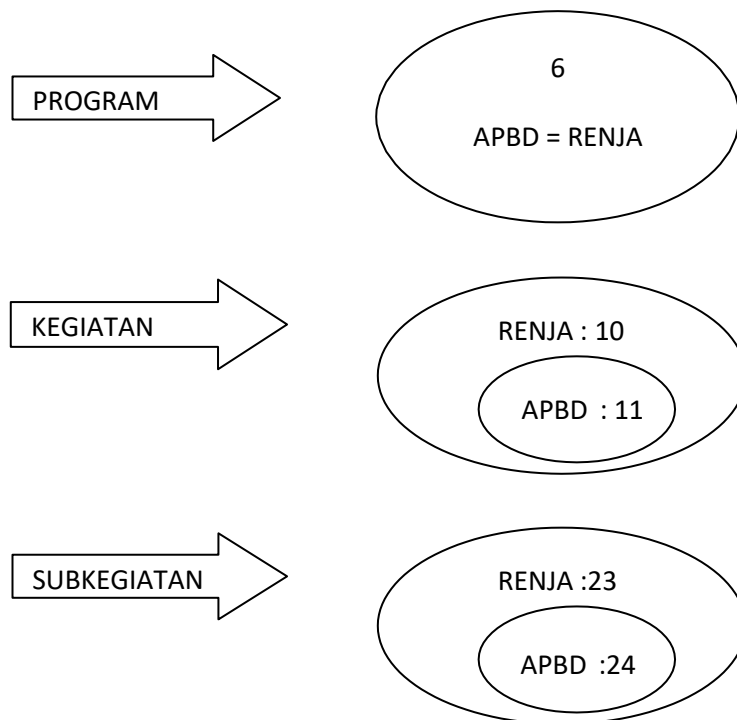 6
PROGRAM
APBD = RENJA
KEGIATAN
RENJA : 10
APBD : 11
SUBKEGIATAN
RENJA :23
APBD :24